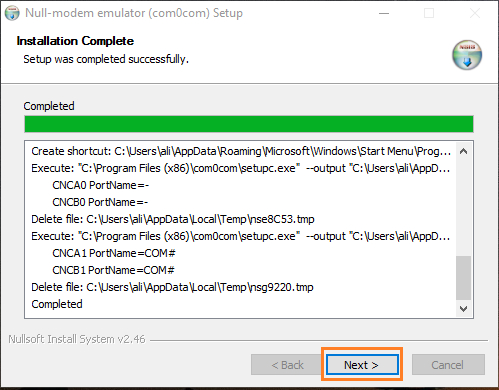 Null-modem emulator (com0com) Setup
Installation Complete
Setup was completed successfully.
Completed
Create shortcut: C:\Users\ali\AppData\Roaming\Microsoft\Windows\Start Menu\Prog...
Execute: "C:\Program Files (x86)\com0com\setupc.exe"  --output "C:\Users\ali\AppD...
CNCA0 PortName=-
CNCB0 PortName=-
Delete file: C:\Users\ali\AppData\Local\Temp\nse8C53.tmp
Execute: "C:\Program Files (x86)\com0com\setupc.exe"  --output "C:\Users\ali\AppD...
CNCA1 PortName=COM#
CNCB1 PortName=COM#
Delete file: C:\Users\ali\AppData\Local\Temp\nsg9220.tmp
Completed
Nullsoft Install System v2.46
< Back Next > Cancel